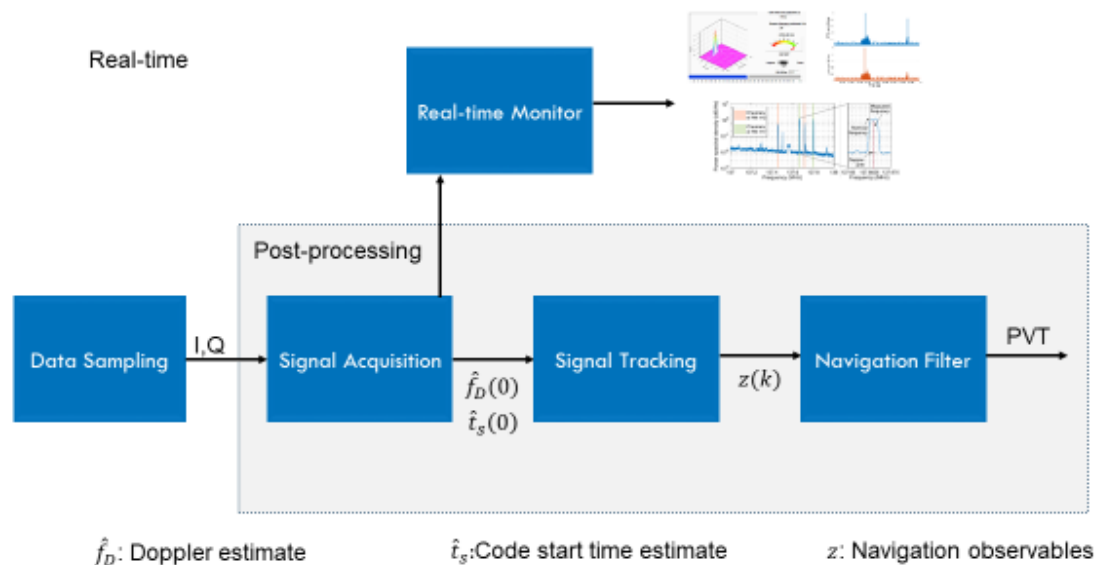 Real-time
Real-time Monitor
Post-processing
Data Sampling
I,Q
Signal Acquisition
f̂_D(0)
t̂_s(0)
Signal Tracking
z(k)
Navigation Filter
PVT
f̂_D: Doppler estimate
t̂_s:Code start time estimate
z: Navigation observables